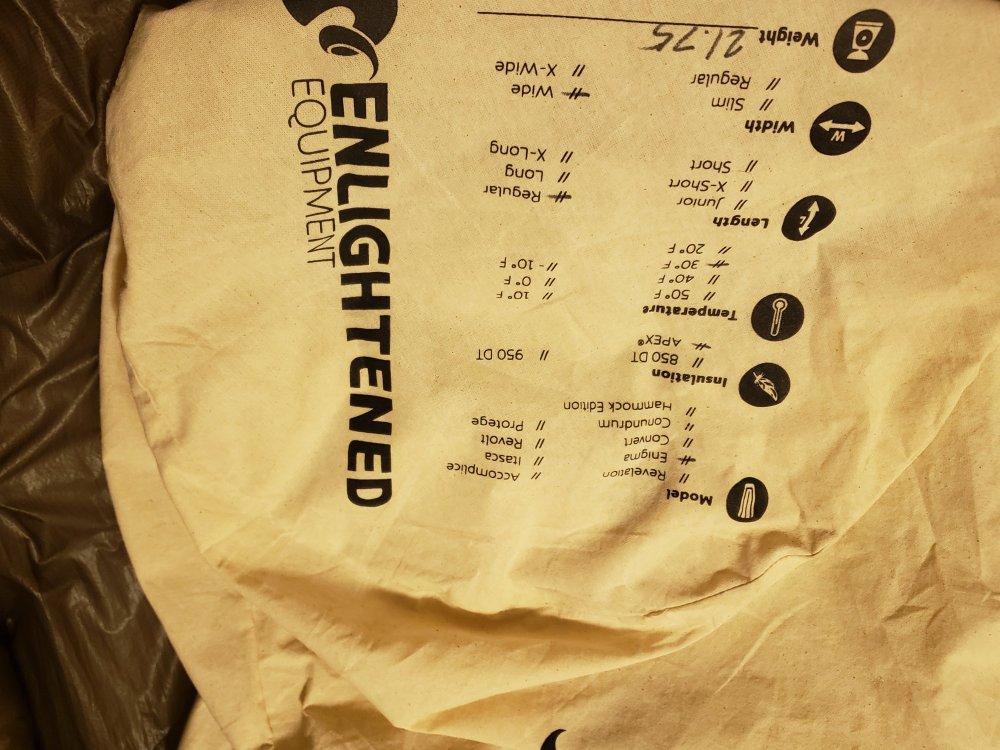 Model
// Revelation // Accomplice
// Enigma // Itasca
// Convert // Revolt
// Conundrum // Protege
// Hammock Edition
Insulation
// 850 DT // 950 DT
// APEX®
Temperature
// 50°F // 10°F
// 40°F // 0°F
// 30°F // -10°F
// 20°F
L
Length
// Junior // Regular
// X-Short // Long
// Short // X-Long
W
Width
// Slim // Wide
// Regular // X-Wide
Weight 21.75
ENLIGHTENED
EQUIPMENT